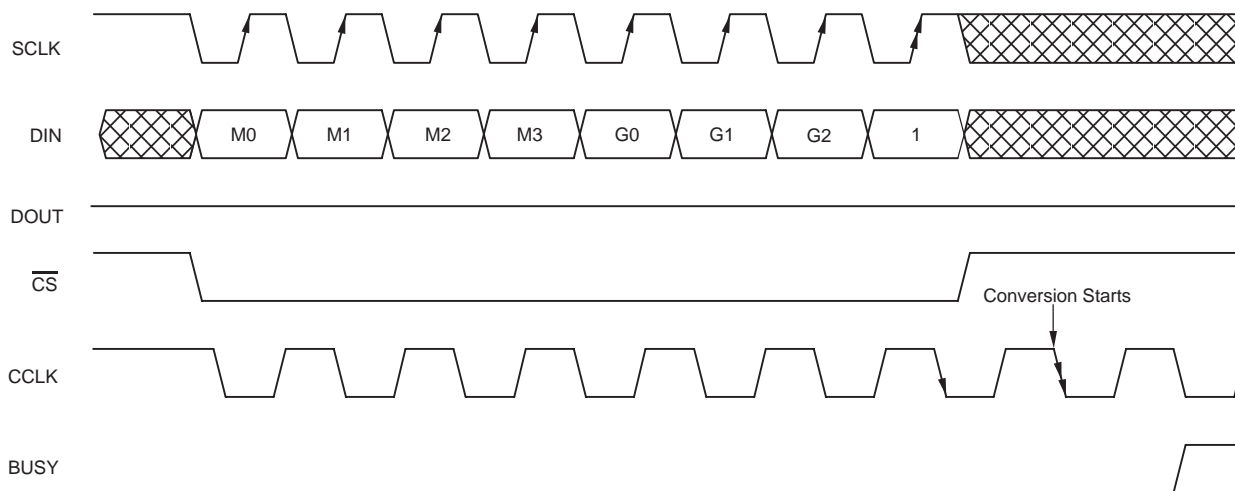 SCLK
DIN
M0 M1 M2 M3 G0 G1 G2 1
DOUT
CS
Conversion Starts
CCLK
BUSY